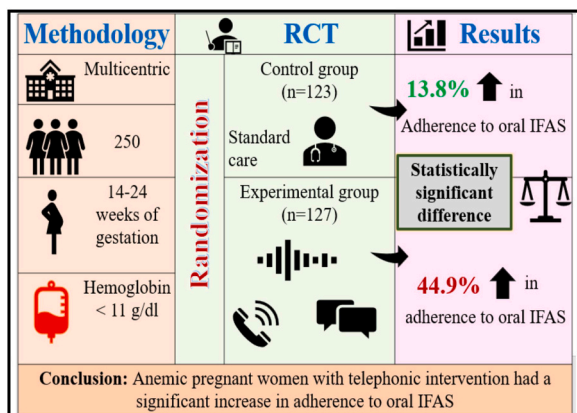 Methodology
Multicentric
250
14-24
weeks of
gestation
Hemoglobin
< 11 g/dl
Randomization
RCT
Control group
(n=123)
Standard
care
Experimental group
(n=127)
Results
13.8% in
Adherence to oral IFAS
Statistically
significant
difference
44.9% in
adherence to oral IFAS
Conclusion: Anemic pregnant women with telephonic intervention had a
significant increase in adherence to oral IFAS